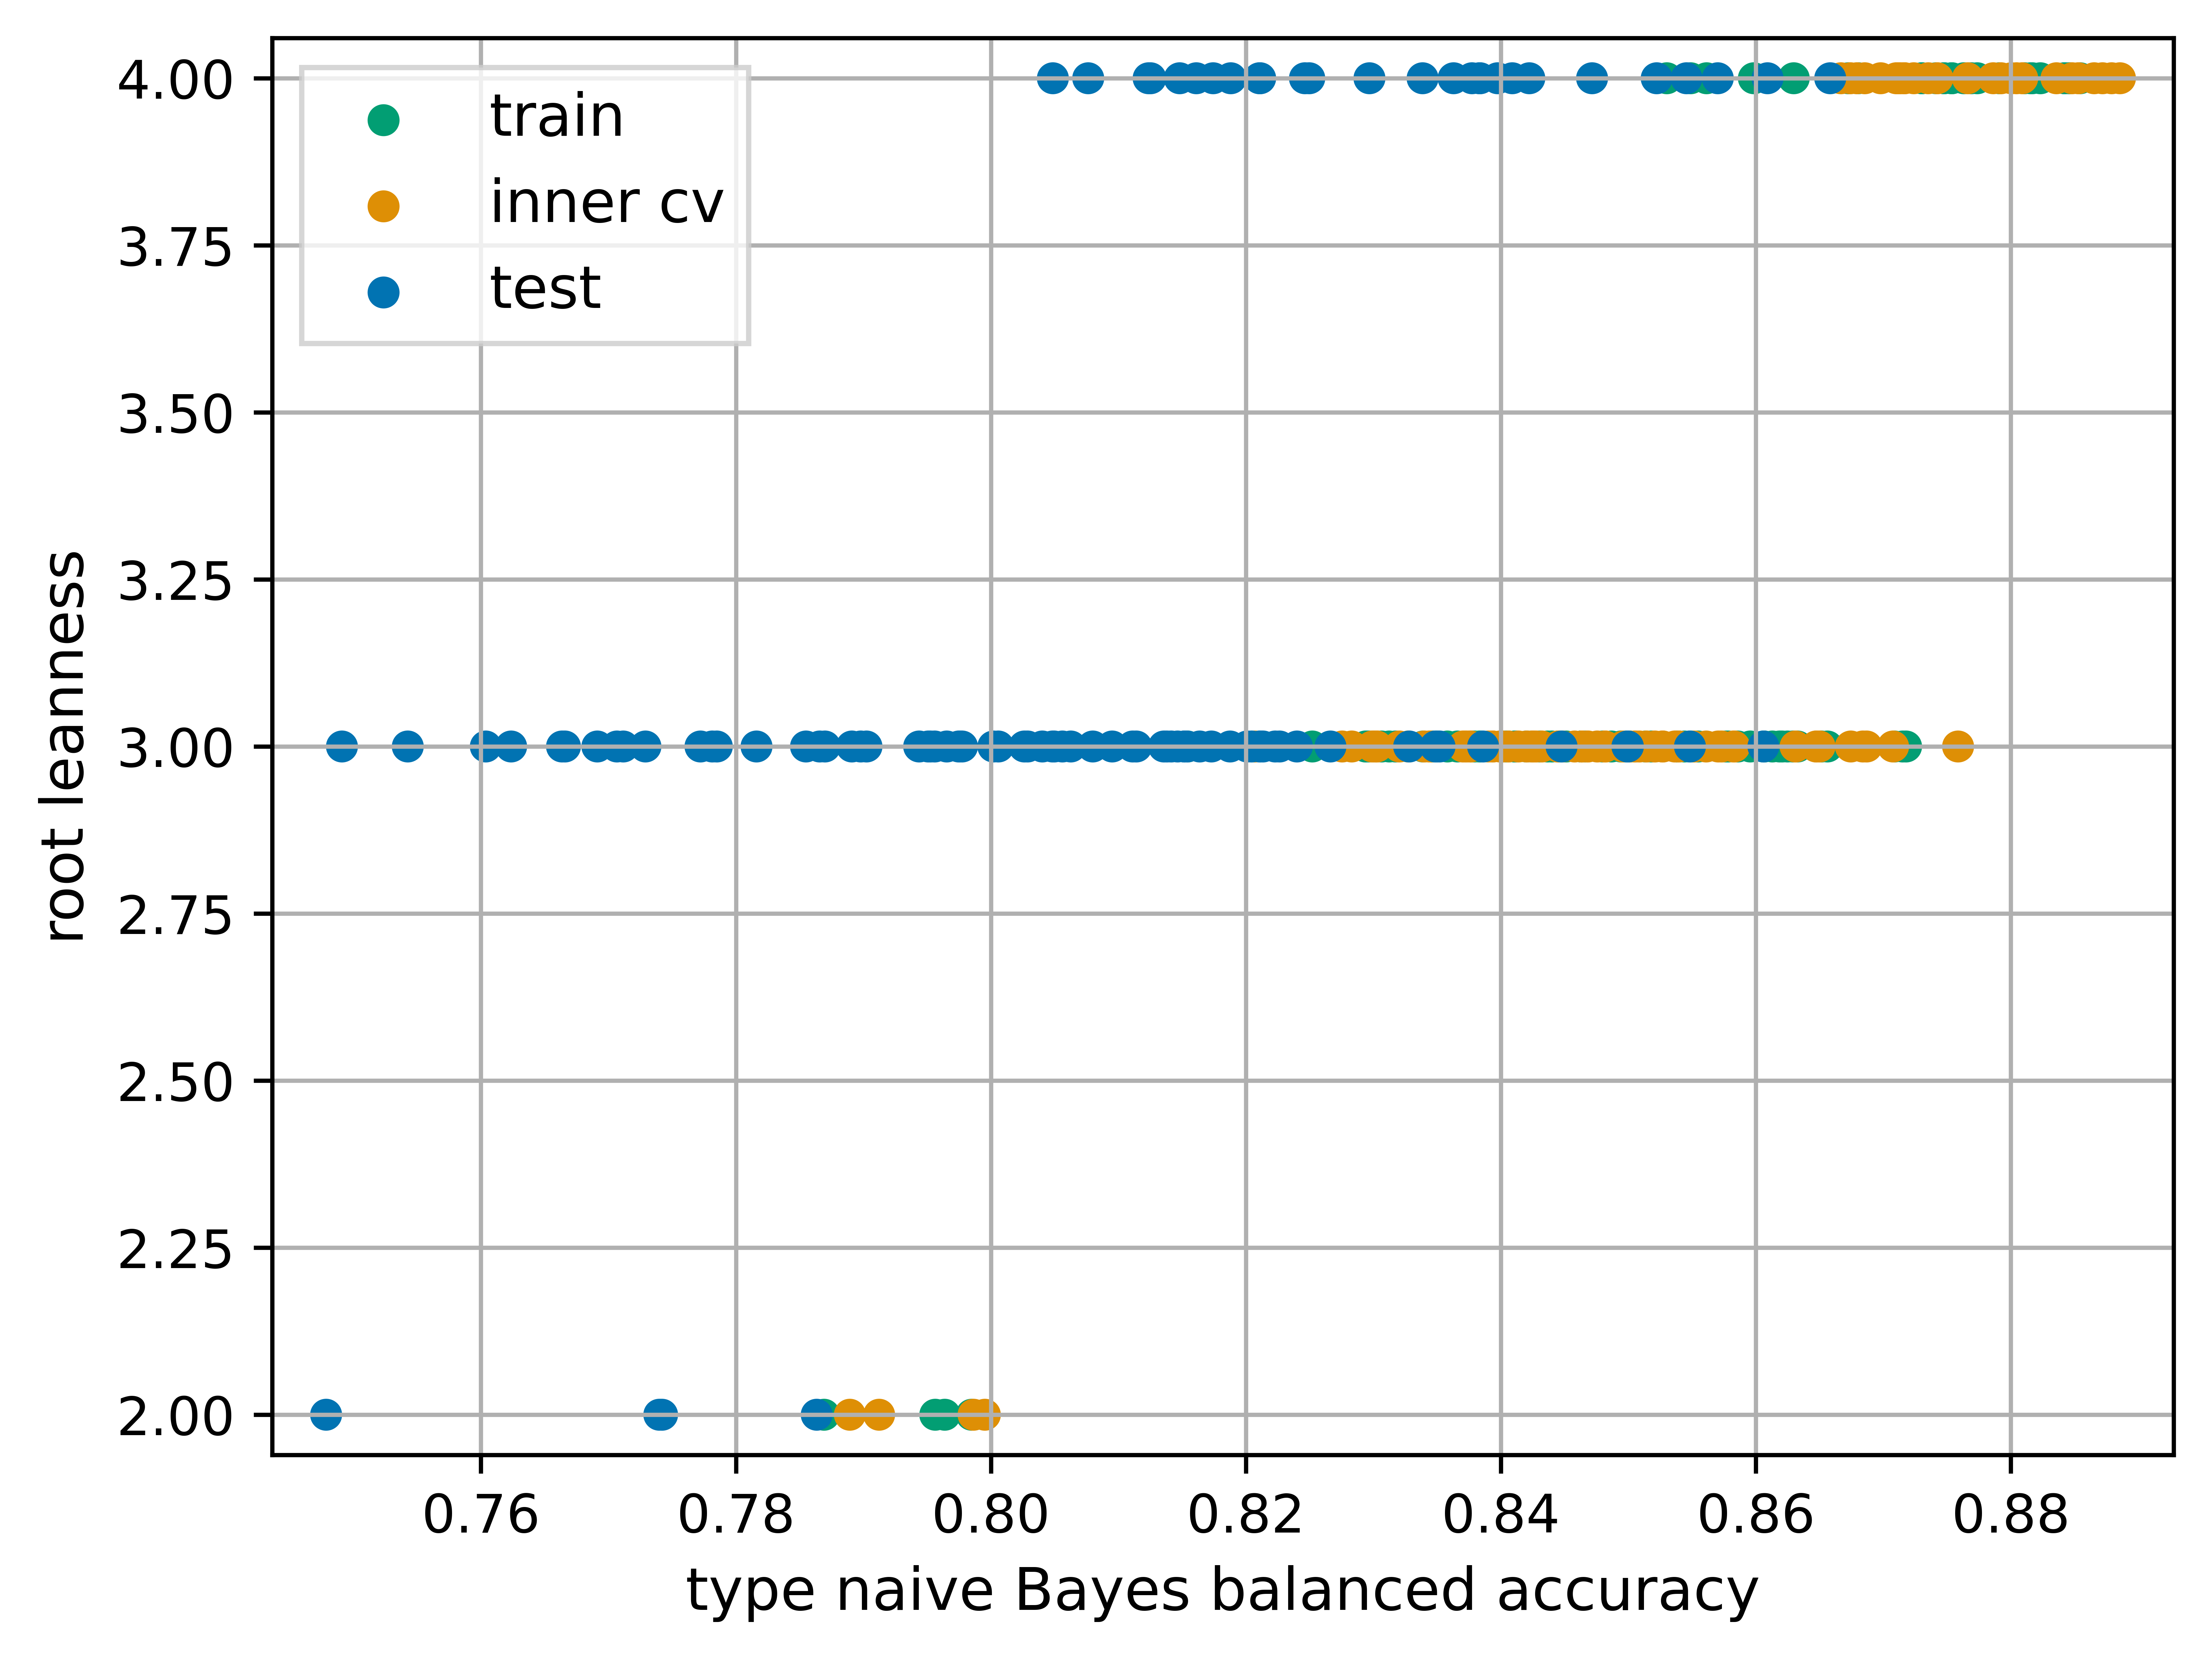 4.00
3.75
3.50
3.25
3.00
2.75
2.50
2.25
2.00
root leanness
train
inner cv
test
0.76 0.78 0.80 0.82 0.84 0.86 0.88
type naive Bayes balanced accuracy